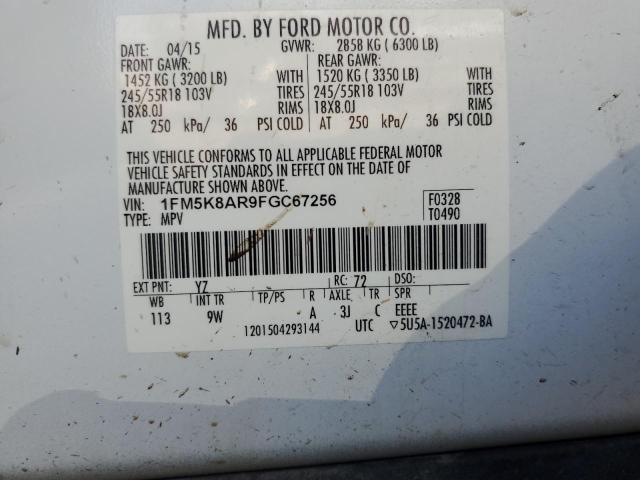 MFD. BY FORD MOTOR CO.
DATE: 04/15 GVWR: 2858 KG ( 6300 LB)
FRONT GAWR: REAR GAWR:
1452 KG ( 3200 LB) WITH 1520 KG ( 3350 LB) WITH
245/55R18 103V TIRES 245/55R18 103V TIRES
18X8.0J RIMS 18X8.0J RIMS
AT 250 kPa/ 36 PSI COLD AT 250 kPa/ 36 PSI COLD
THIS VEHICLE CONFORMS TO ALL APPLICABLE FEDERAL MOTOR
VEHICLE SAFETY STANDARDS IN EFFECT ON THE DATE OF
MANUFACTURE SHOWN ABOVE.
VIN: 1FM5K8AR9FGC67256 F0328
TYPE: MPV T0490
EXT PNT: YZ RC: 72 DSO:
WB INT TR TP/PS R AXLE TR SPR
113 9W A 3J C EEEE
1201504293144 UTC ▽5U5A-1520472-BA